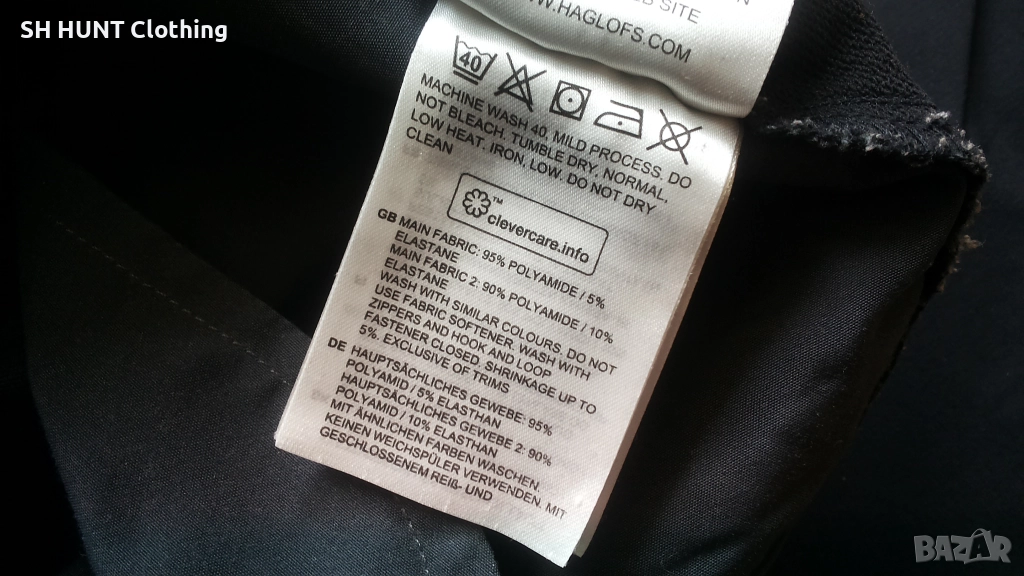 SH HUNT Clothing
SITE
WWW.HAGLOFS.COM
40
MACHINE WASH 40. MILD PROCESS. DO
NOT BLEACH. TUMBLE DRY. NORMAL.
LOW HEAT. IRON, LOW. DO NOT DRY
CLEAN
clevercare.info
TM
GB MAIN FABRIC: 95% POLYAMIDE / 5%
ELASTANE
MAIN FABRIC 2: 90% POLYAMIDE / 10%
ELASTANE
WASH WITH SIMILAR COLOURS, DO NOT
USE FABRIC SOFTENER. WASH WITH
ZIPPERS AND HOOK AND LOOP
FASTENER CLOSED. SHRINKAGE UP TO
5%. EXCLUSIVE OF TRIMS
DE HAUPTSÄCHLICHES GEWEBE: 95%
POLYAMID / 5% ELASTHAN
HAUPTSÄCHLICHES GEWEBE 2: 90%
POLYAMID / 10% ELASTHAN
MIT ÄHNLICHEN FARBEN WASCHEN.
KEINEN WEICHSPÜLER VERWENDEN. MIT
GESCHLOSSENEM REIß- UND
BAZAR